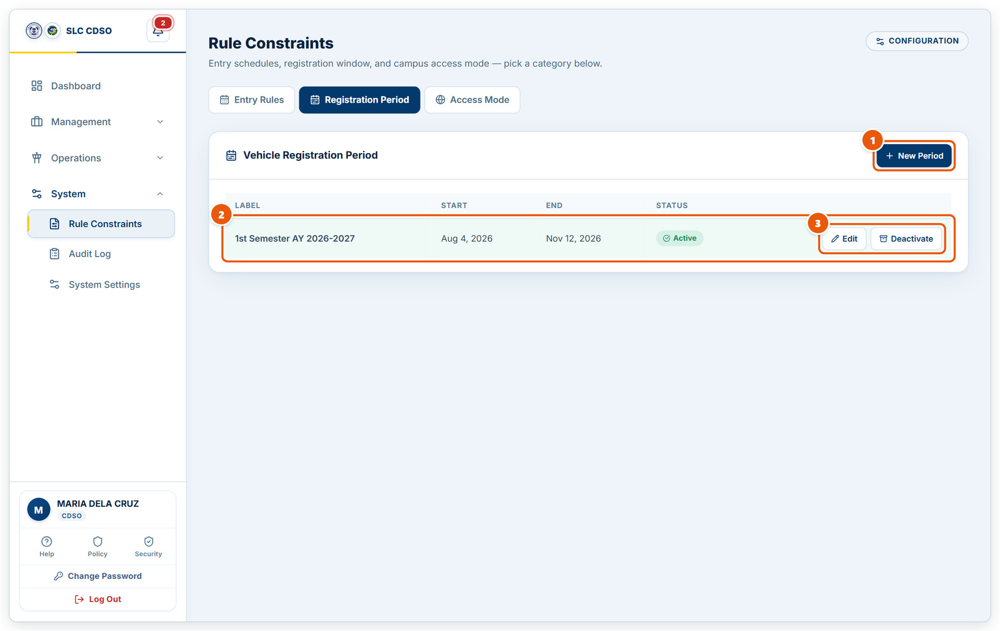 SLC CDSO
2
Dashboard
Management
Operations
System
Rule Constraints
Audit Log
System Settings
M
MARIA DELA CRUZ
CDSO
Help
Policy
Security
Change Password
Log Out
Rule Constraints
CONFIGURATION
Entry schedules, registration window, and campus access mode — pick a category below.
Entry Rules
Registration Period
Access Mode
Vehicle Registration Period
1
+ New Period
LABEL START END STATUS
2
3
1st Semester AY 2026-2027 Aug 4, 2026 Nov 12, 2026 Active Edit Deactivate